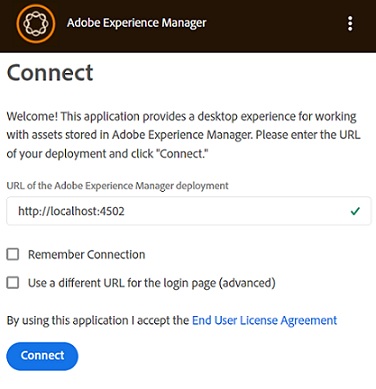 Adobe Experience Manager
Connect
Welcome! This application provides a desktop experience for working
with assets stored in Adobe Experience Manager. Please enter the URL
of your deployment and click "Connect."
URL of the Adobe Experience Manager deployment
http://localhost:4502
Remember Connection
Use a different URL for the login page (advanced)
By using this application I accept the End User License Agreement
Connect